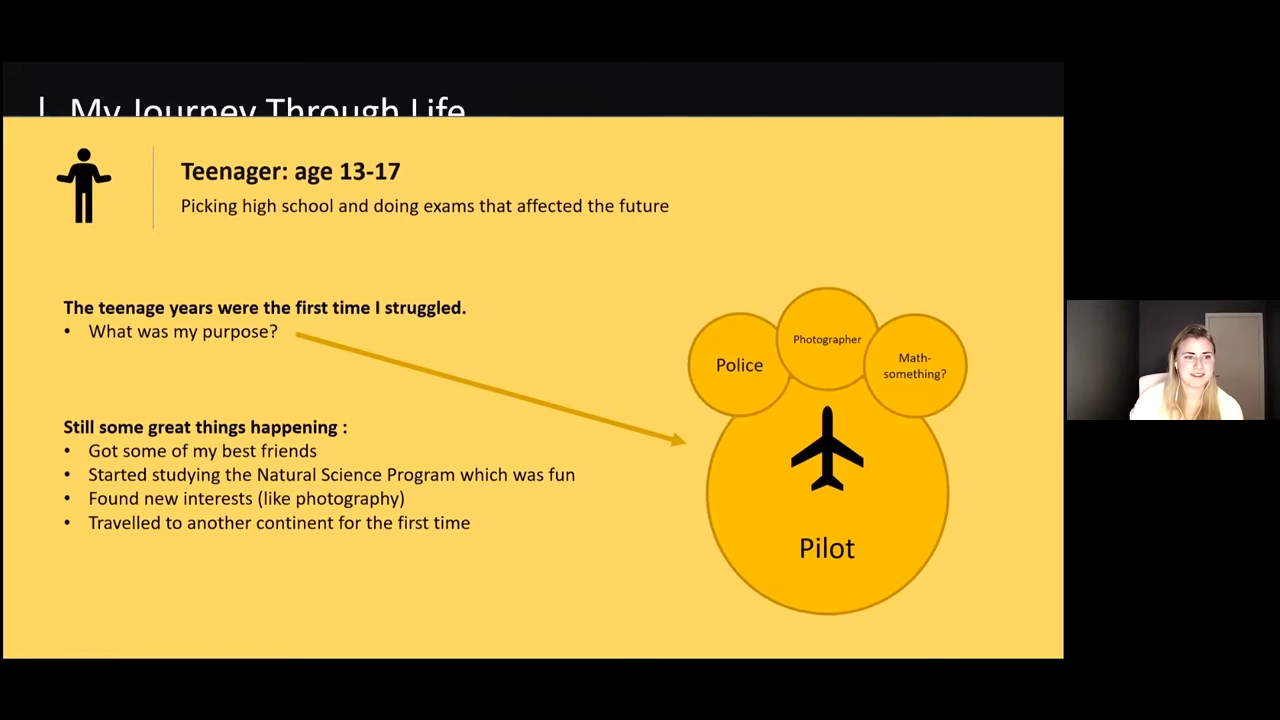 | My Journey Through Life
Teenager: age 13-17
Picking high school and doing exams that affected the future
The teenage years were the first time I struggled.
• What was my purpose?
Still some great things happening :
• Got some of my best friends
• Started studying the Natural Science Program which was fun
• Found new interests (like photography)
• Travelled to another continent for the first time
Police
Photographer
Math-
something?
Pilot